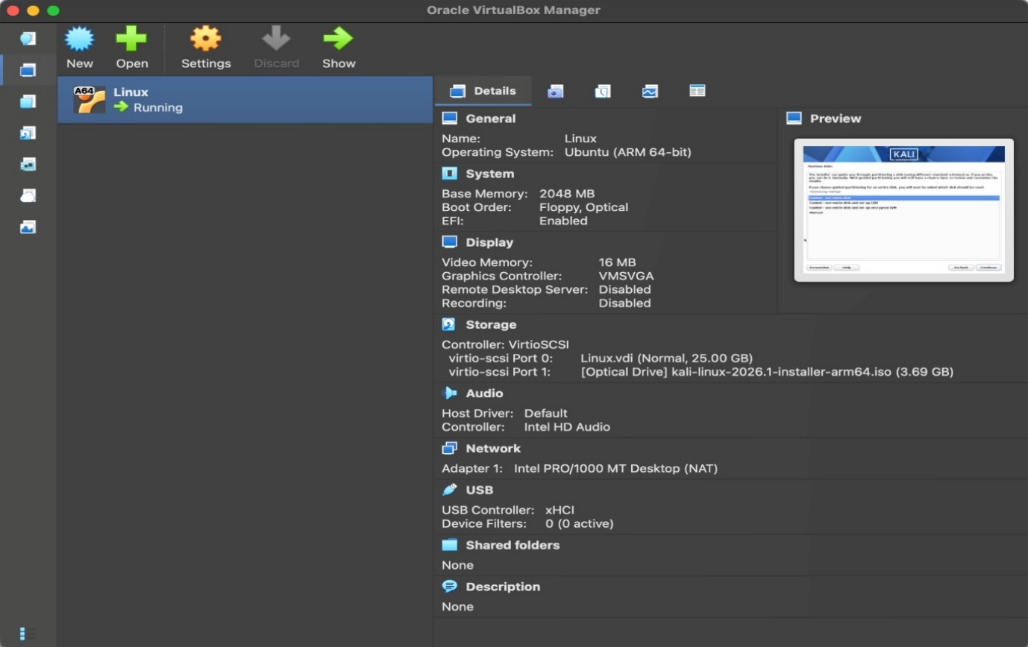 Oracle VirtualBox Manager
New
Open
Settings
Discard
Show
A64
Linux
Running
Details
General
Name: Linux
Operating System: Ubuntu (ARM 64-bit)
System
Base Memory: 2048 MB
Boot Order: Floppy, Optical
EFI: Enabled
Display
Video Memory: 16 MB
Graphics Controller: VMSVGA
Remote Desktop Server: Disabled
Recording: Disabled
Storage
Controller: VirtioSCSI
virtio-scsi Port 0: Linux.vdi (Normal, 25.00 GB)
virtio-scsi Port 1: [Optical Drive] kali-linux-2026.1-installer-arm64.iso (3.69 GB)
Audio
Host Driver: Default
Controller: Intel HD Audio
Network
Adapter 1: Intel PRO/1000 MT Desktop (NAT)
USB
USB Controller: xHCI
Device Filters: 0 (0 active)
Shared folders
None
Description
None
Preview
KALI